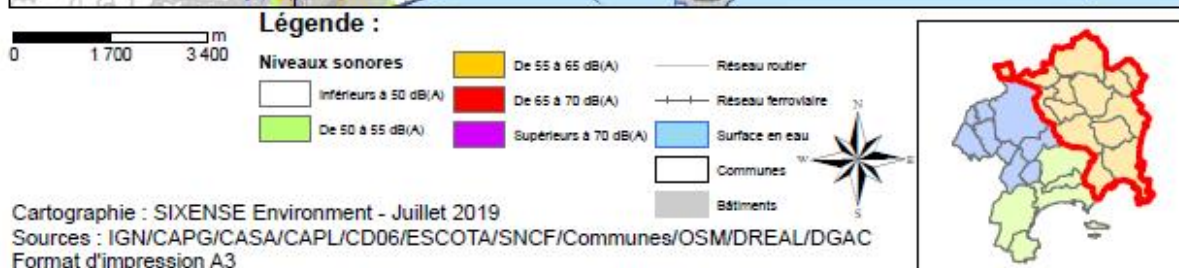 Légende :
m
0 1 700 3 400
Niveaux sonores
Inférieurs à 50 dB(A)
De 50 à 55 dB(A)
De 55 à 65 dB(A)
De 65 à 70 dB(A)
Supérieurs à 70 dB(A)
Réseau routier
Réseau ferroviaire
Surface en eau
Communes
Bâtiments
N
W
E
S
Cartographie : SIXENSE Environment - Juillet 2019
Sources : IGN/CAPG/CASA/CAPL/CD06/ESCOTA/SNCF/Communes/OSM/DREAL/DGAC
Format d'impression A3